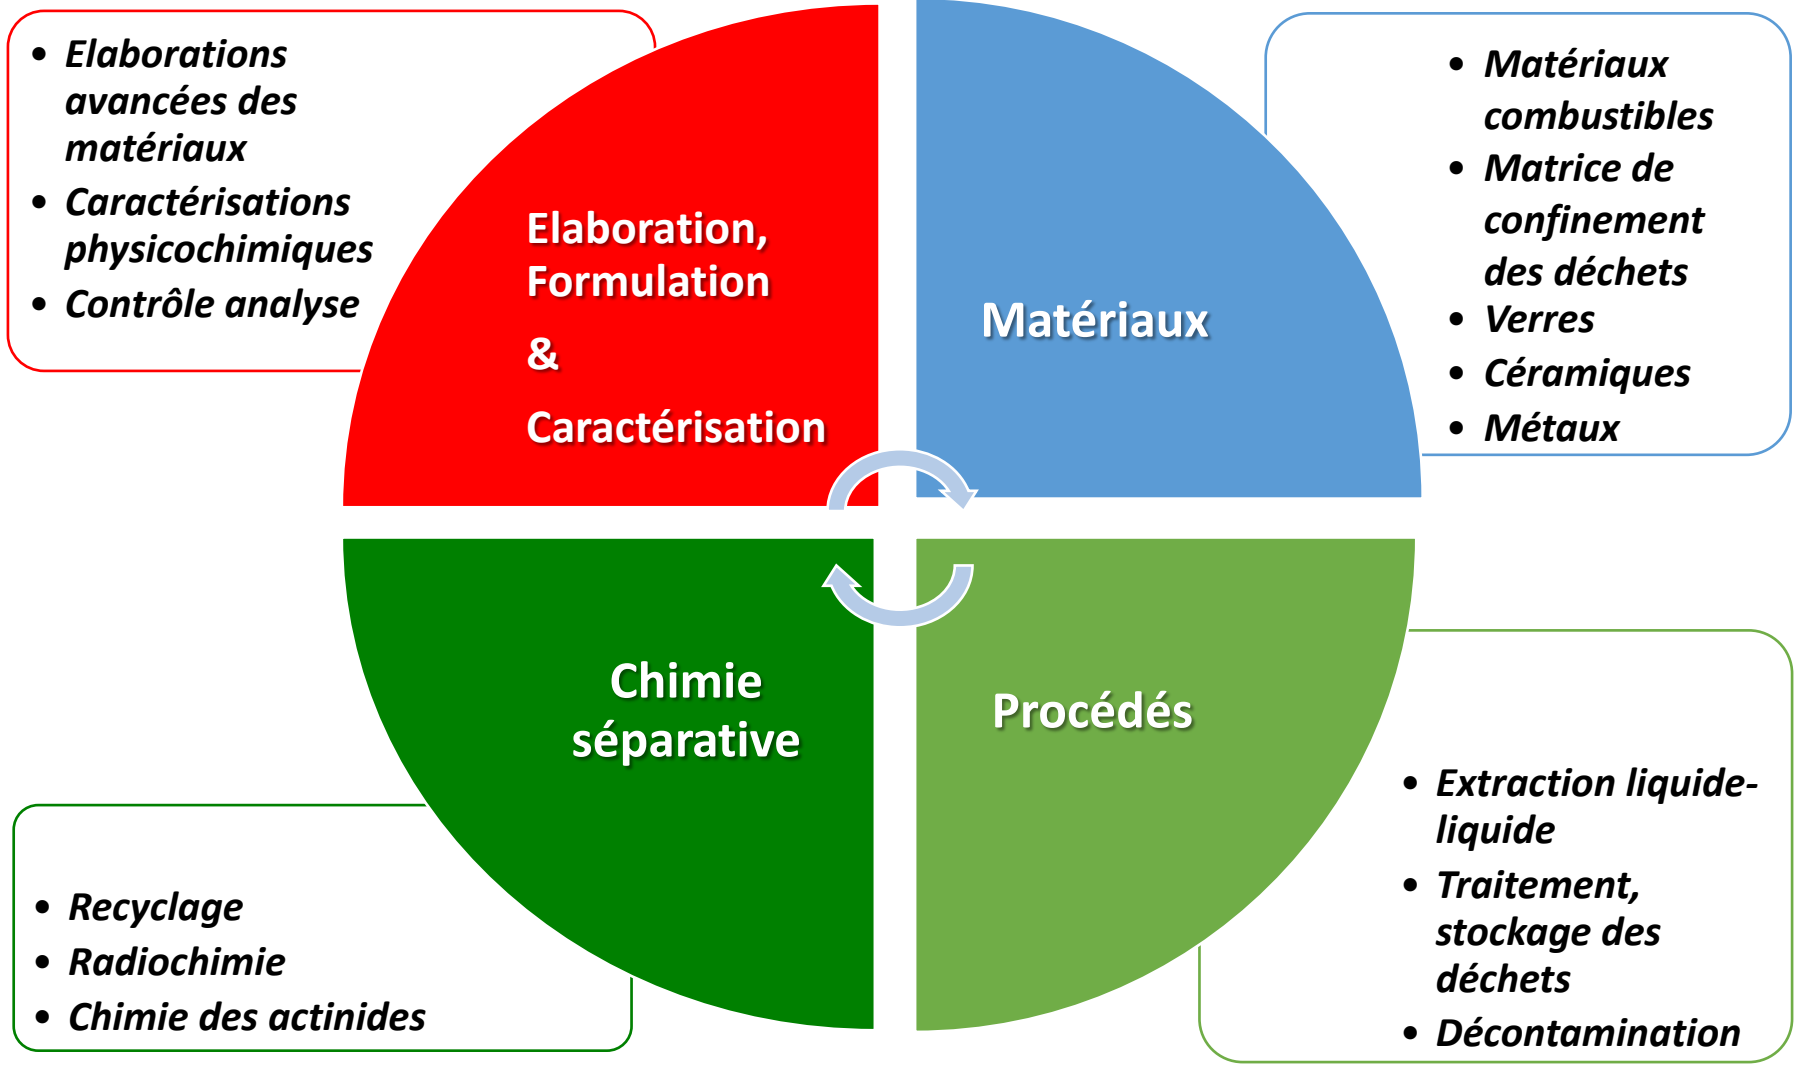 • Elaborations
avancées des
matériaux
• Caractérisations
physicochimiques
• Contrôle analyse
Elaboration,
Formulation
&
Caractérisation
Matériaux
• Matériaux
combustibles
• Matrice de
confinement
des déchets
• Verres
• Céramiques
• Métaux
Chimie
séparative
• Recyclage
• Radiochimie
• Chimie des actinides
Procédés
• Extraction liquide-
liquide
• Traitement,
stockage des
déchets
• Décontamination